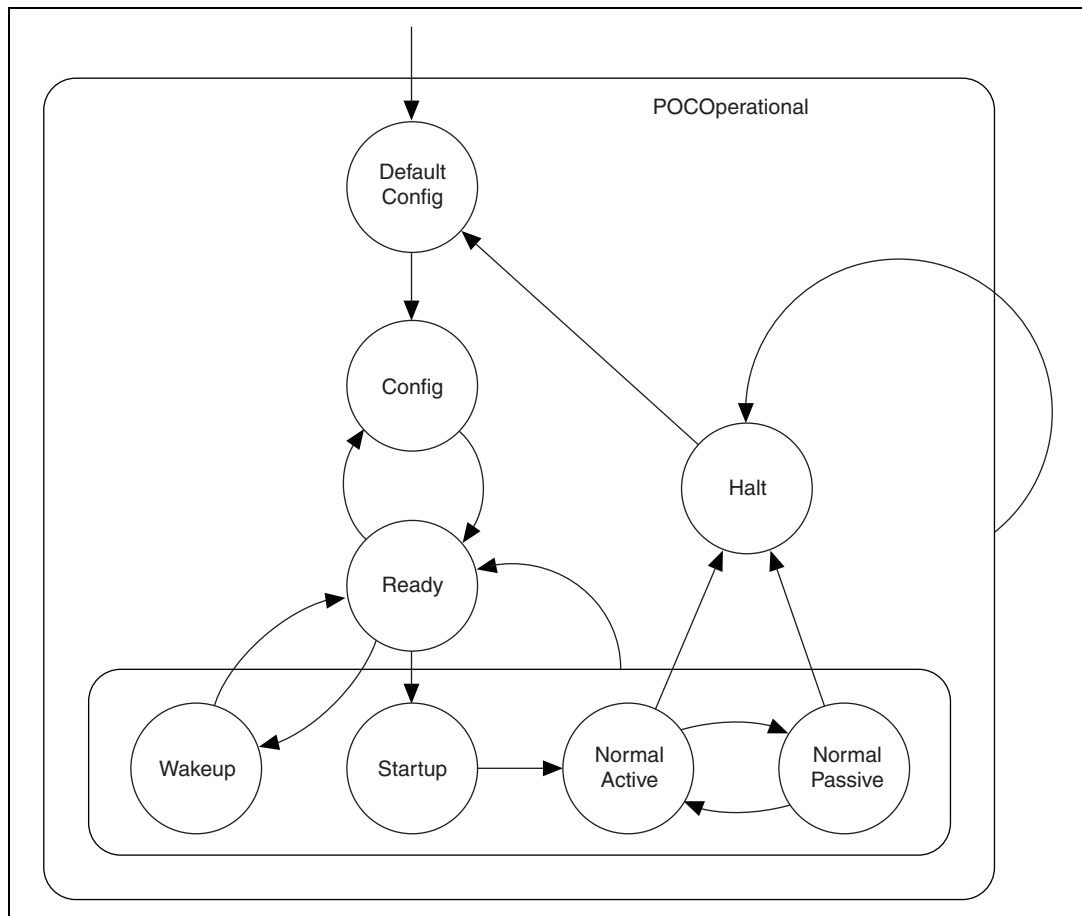 POCOperational
Default
Config
Config
Halt
Ready
Wakeup
Startup
Normal
Active
Normal
Passive